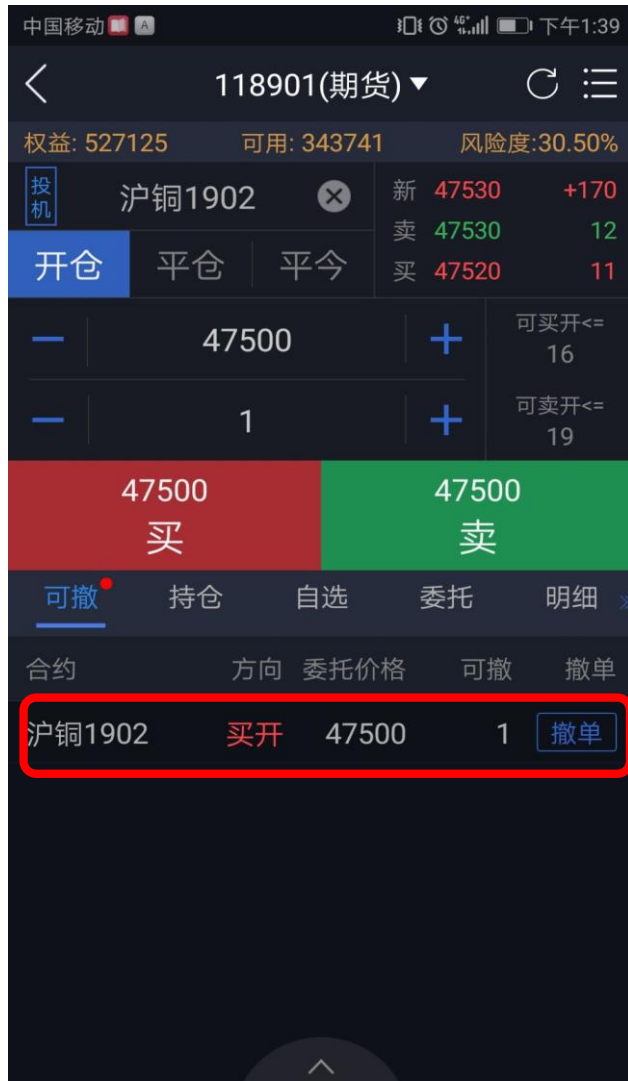 中国移动 A 46+ 下午1:39
118901(期货)▼
权益: 527125 可用: 343741 风险度:30.50%
投机 沪铜1902 新 47530 +170
卖 47530 12
开仓 平仓 平今 买 47520 11
— 47500 + 可买开<=
16
— 1 + 可卖开<=
19
47500 47500
买 卖
可撤 持仓 自选 委托 明细 »
合约 方向 委托价格 可撤 撤单
沪铜1902 买开 47500 1 撤单